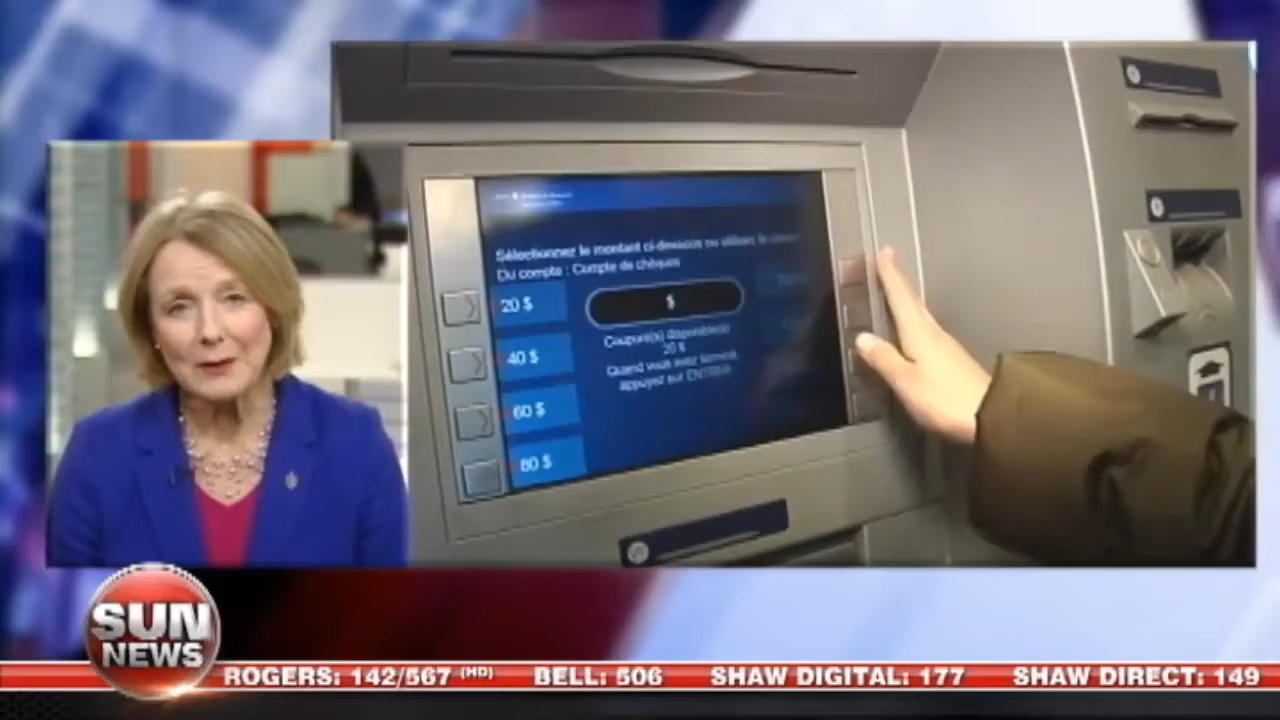 Sélectionnez le montant ci-dessous ou utilisez le
Du compte : Compte de chèques
20 $
$
40 $
Coupure(s) disponible(s)
20 $
Quand vous avez terminé,
appuyez sur ENTRER
60 $
80 $
SUN
NEWS
ROGERS: 142/567 (HD) BELL: 506 SHAW DIGITAL: 177 SHAW DIRECT: 149